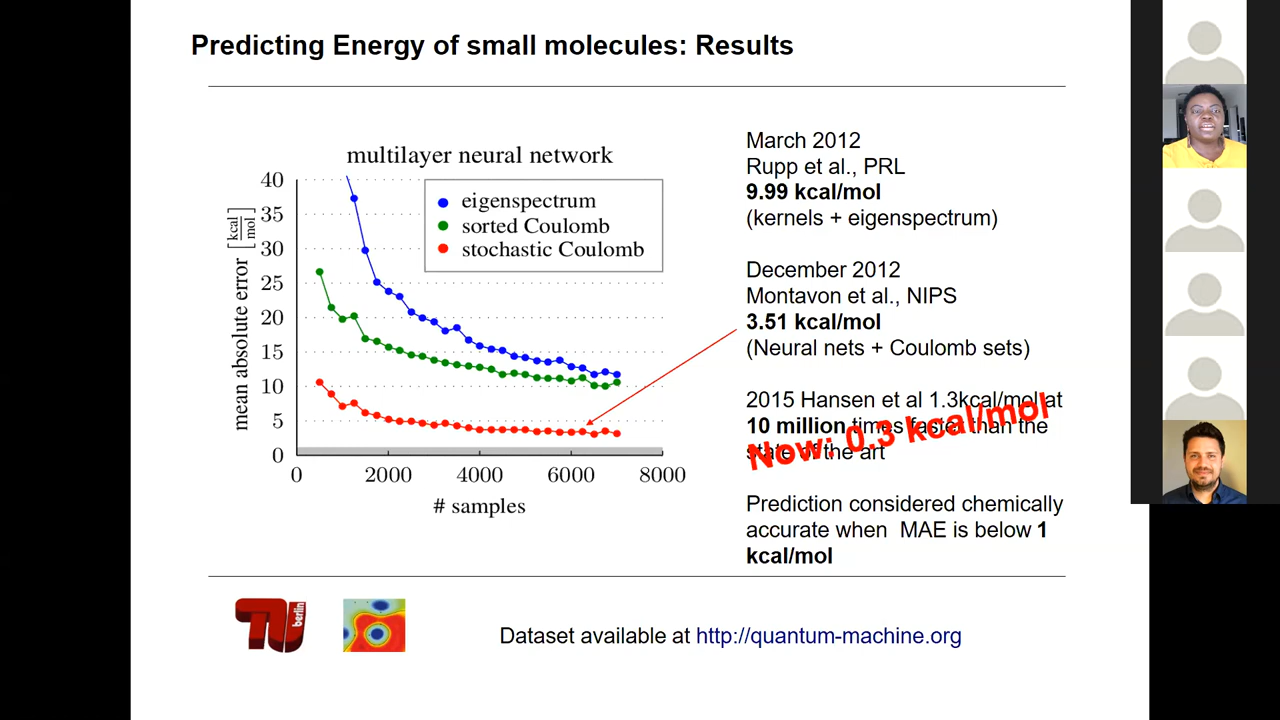 Predicting Energy of small molecules: Results
multilayer neural network
mean absolute error [kcal/mol]
40
35
30
25
20
15
10
5
0
eigenspectrum
sorted Coulomb
stochastic Coulomb
0 2000 4000 6000 8000
# samples
March 2012
Rupp et al., PRL
9.99 kcal/mol
(kernels + eigenspectrum)
December 2012
Montavon et al., NIPS
3.51 kcal/mol
(Neural nets + Coulomb sets)
2015 Hansen et al 1.3kcal/mol at
10 million times faster than the
state of the art
Now: 0.3 kcal/mol
Prediction considered chemically
accurate when MAE is below 1
kcal/mol
TU berlin
Dataset available at http://quantum-machine.org